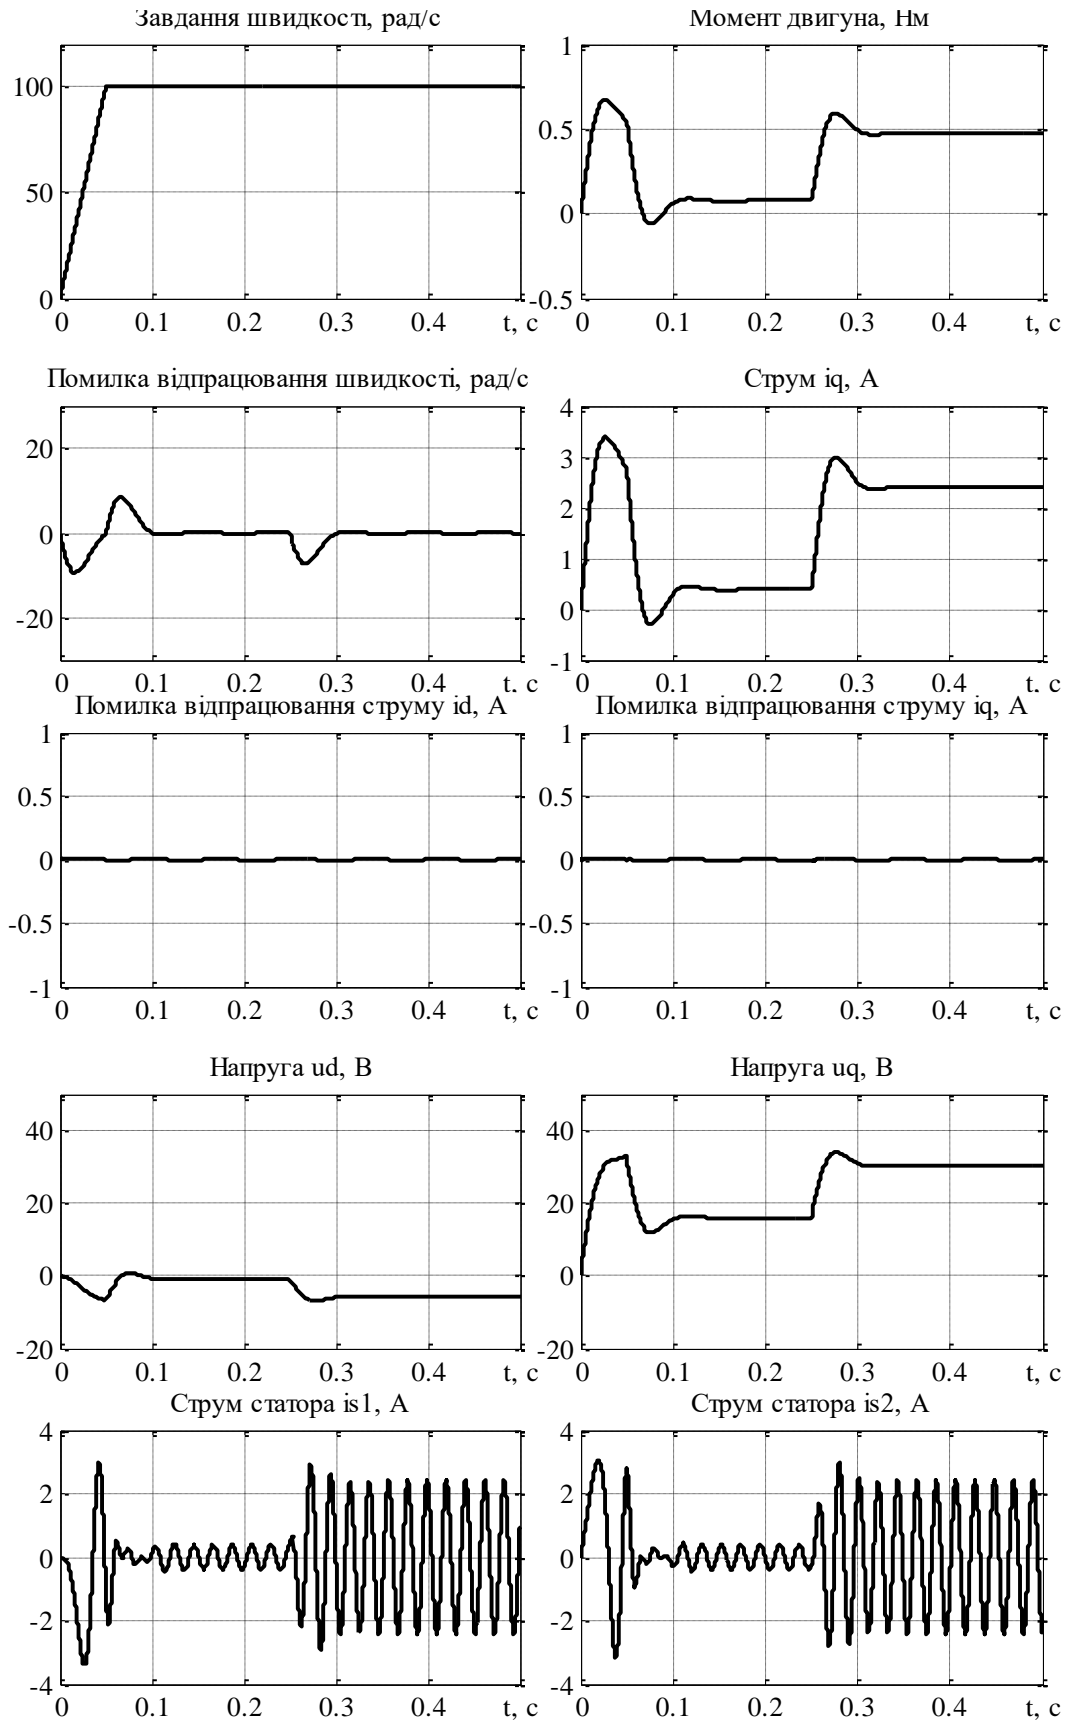 Завдання швидкості, рад/с
100
50
0
0 0.1 0.2 0.3 0.4 t, с
Момент двигуна, Нм
1
0.5
0
-0.5
0 0.1 0.2 0.3 0.4 t, с
Помилка відпрацювання швидкості, рад/с
20
0
-20
0 0.1 0.2 0.3 0.4 t, с
Струм iq, А
4
3
2
1
0
-1
0 0.1 0.2 0.3 0.4 t, с
Помилка відпрацювання струму id, А
1
0.5
0
-0.5
-1
0 0.1 0.2 0.3 0.4 t, с
Помилка відпрацювання струму iq, А
1
0.5
0
-0.5
-1
0 0.1 0.2 0.3 0.4 t, с
Напруга ud, В
40
20
0
-20
0 0.1 0.2 0.3 0.4 t, с
Напруга uq, В
40
20
0
-20
0 0.1 0.2 0.3 0.4 t, с
Струм статора is1, А
4
2
0
-2
-4
0 0.1 0.2 0.3 0.4 t, с
Струм статора is2, А
4
2
0
-2
-4
0 0.1 0.2 0.3 0.4 t, с